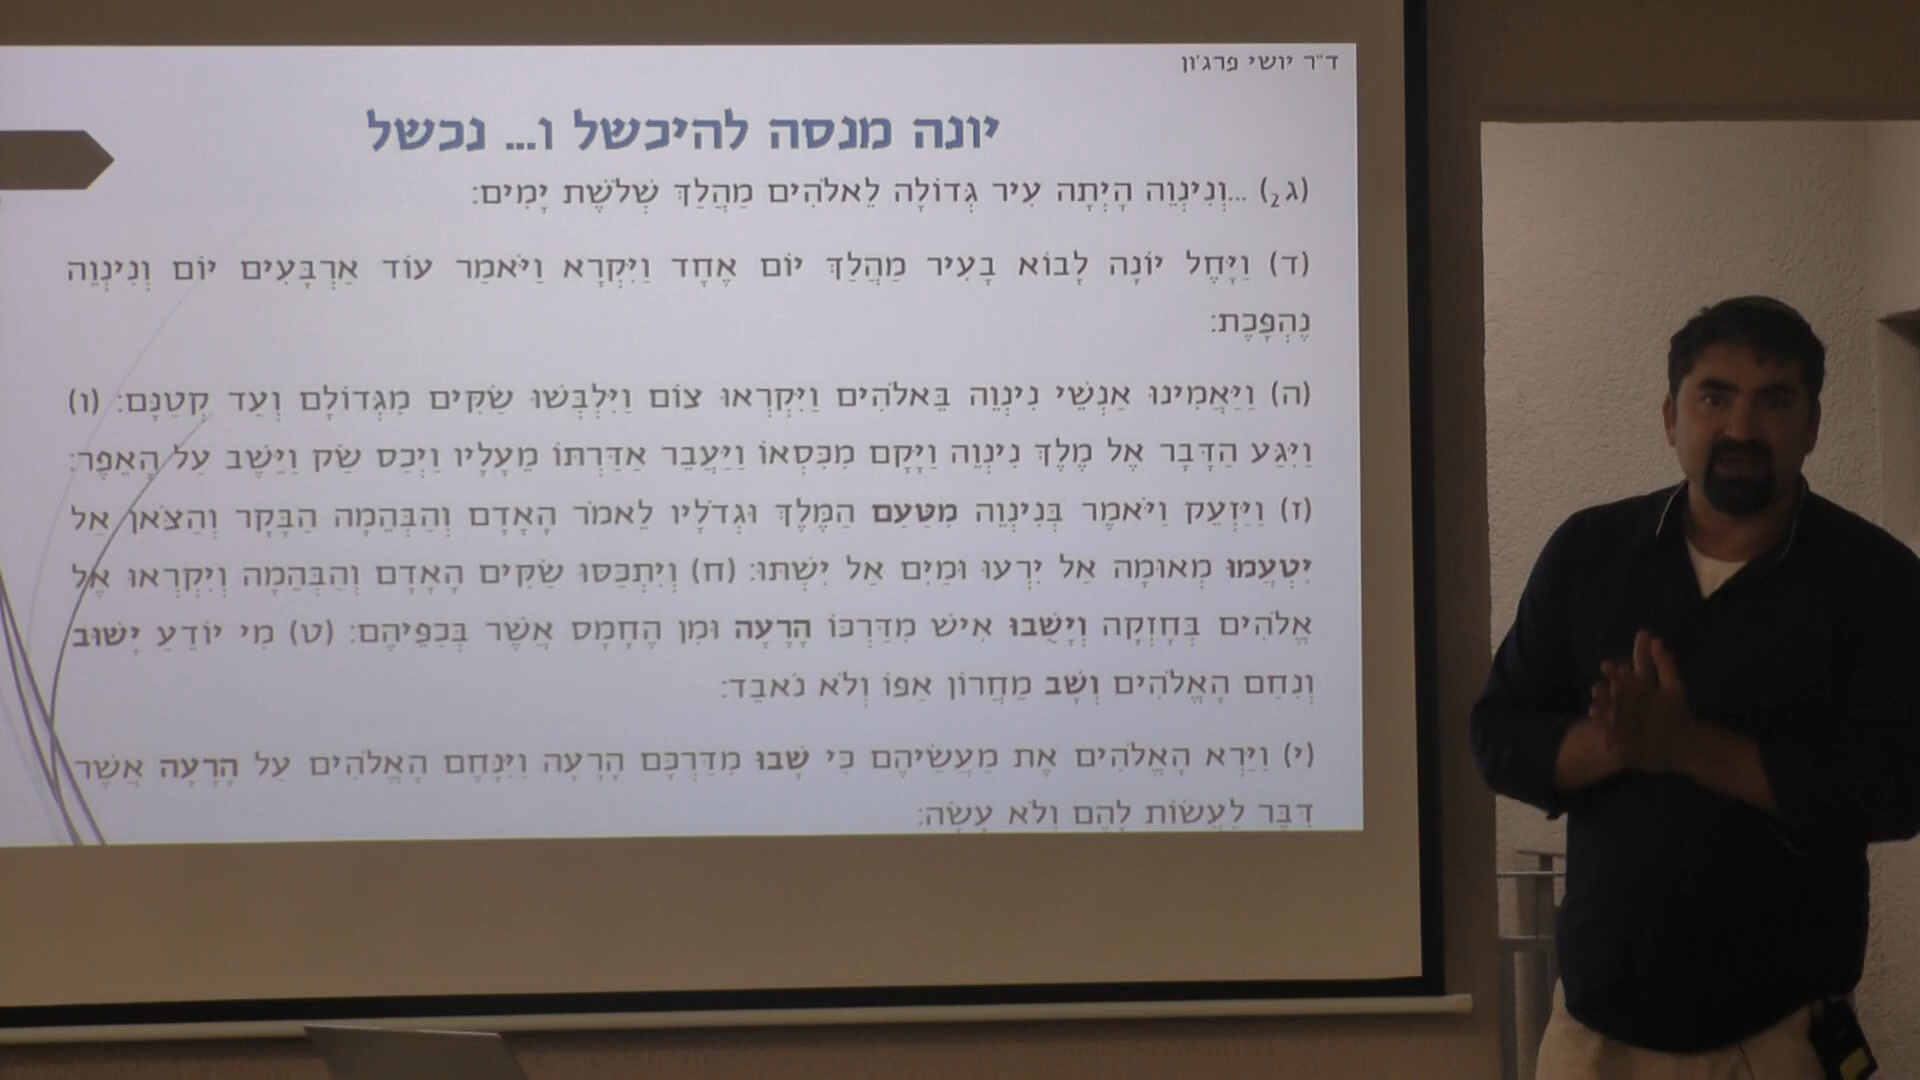 ד"ר יושי פרג'ון
יונה מנסה להיכשל ו... נכשל
(ג2) ...וְנִינְוֵה הָיְתָה עִיר גְּדוֹלָה לֵאלֹהִים מַהֲלַךְ שְׁלֹשֶׁת יָמִים:
(ד) וַיָּחֶל יוֹנָה לָבוֹא בָעִיר מַהֲלַךְ יוֹם אֶחָד וַיִּקְרָא וַיֹּאמַר עוֹד אַרְבָּעִים יוֹם וְנִינְוֵה
נֶהְפָּכֶת:
(ה) וַיַּאֲמִינוּ אַנְשֵׁי נִינְוֵה בֵּאלֹהִים וַיִּקְרְאוּ צוֹם וַיִּלְבְּשׁוּ שַׂקִּים מִגְּדוֹלָם וְעַד קְטַנָּם: (ו)
וַיִּגַּע הַדָּבָר אֶל מֶלֶךְ נִינְוֵה וַיָּקָם מִכִּסְאוֹ וַיַּעֲבֵר אַדַּרְתּוֹ מֵעָלָיו וַיְכַס שַׂק וַיֵּשֶׁב עַל הָאֵפֶר:
(ז) וַיַּזְעֵק וַיֹּאמֶר בְּנִינְוֵה מִטַּעַם הַמֶּלֶךְ וּגְדֹלָיו לֵאמֹר הָאָדָם וְהַבְּהֵמָה הַבָּקָר וְהַצֹּאן אַל
יִטְעֲמוּ מְאוּמָה אַל יִרְעוּ וּמַיִם אַל יִשְׁתּוּ: (ח) וְיִתְכַּסּוּ שַׂקִּים הָאָדָם וְהַבְּהֵמָה וְיִקְרְאוּ אֶל
אֱלֹהִים בְּחָזְקָה וְיָשֻׁבוּ אִישׁ מִדַּרְכּוֹ הָרָעָה וּמִן הֶחָמָס אֲשֶׁר בְּכַפֵּיהֶם: (ט) מִי יוֹדֵעַ יָשׁוּב
וְנִחַם הָאֱלֹהִים וְשָׁב מֵחֲרוֹן אַפּוֹ וְלֹא נֹאבֵד:
(י) וַיַּרְא הָאֱלֹהִים אֶת מַעֲשֵׂיהֶם כִּי שָׁבוּ מִדַּרְכָּם הָרָעָה וַיִּנָּחֶם הָאֱלֹהִים עַל הָרָעָה אֲשֶׁר
דִּבֶּר לַעֲשׂוֹת לָהֶם וְלֹא עָשָׂה: